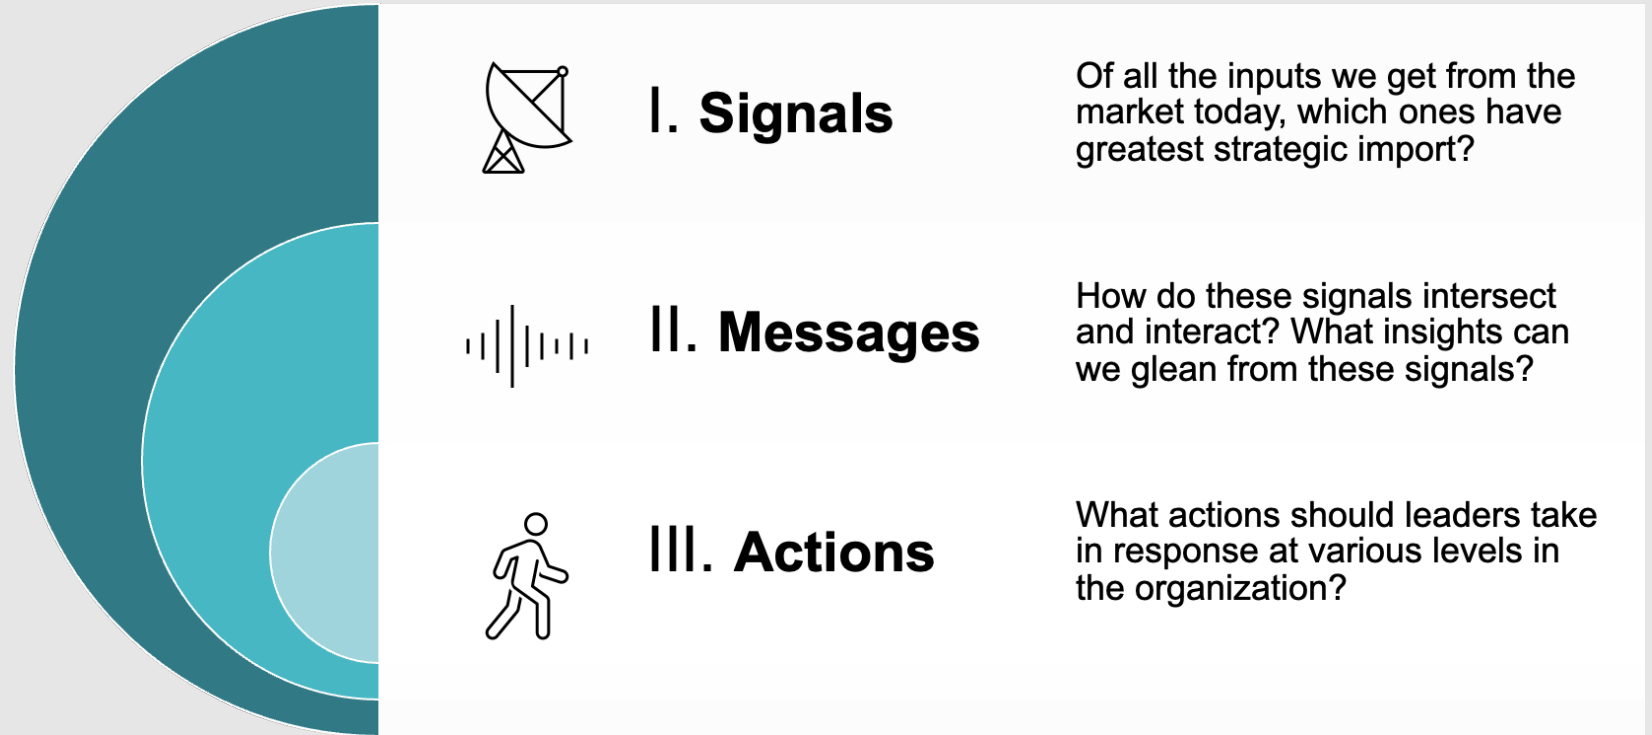 I. Signals
Of all the inputs we get from the
market today, which ones have
greatest strategic import?
II. Messages
How do these signals intersect
and interact? What insights can
we glean from these signals?
III. Actions
What actions should leaders take
in response at various levels in
the organization?